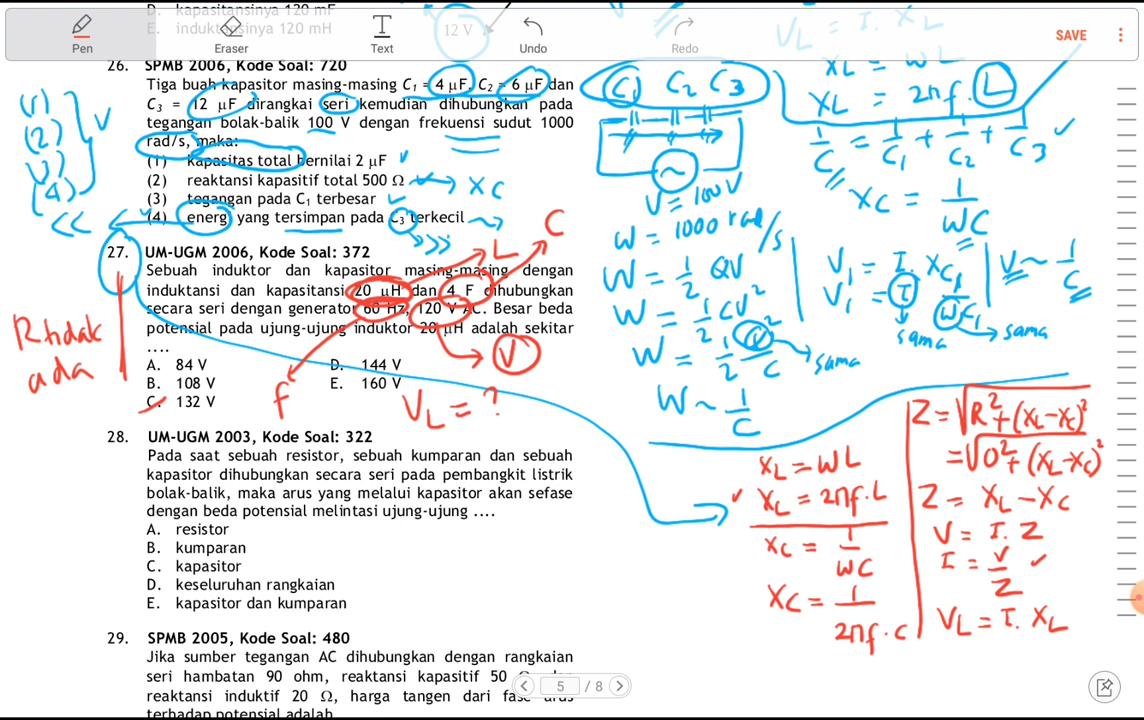 D. kapasitansinya 120 mF
E. induktansinya 120 mH
Pen
Eraser
Text
Undo
Redo
SAVE
12 V
VL = I. XL
26. SPMB 2006, Kode Soal: 720
Tiga buah kapasitor masing-masing C₁ = 4 μF, C₂ = 6 μF dan
C₃ = 12 μF dirangkai seri kemudian dihubungkan pada
tegangan bolak-balik 100 V dengan frekuensi sudut 1000
rad/s, maka:
(1) kapasitas total bernilai 2 μF
(2) reaktansi kapasitif total 500 Ω
(3) tegangan pada C₁ terbesar
(4) energi yang tersimpan pada C₃ terkecil
(1)
(2)
(3)
(4)
V
<<
XC
>>>
C1 C2 C3
~
V = 100V
XL = WL
XL = 2πf. L
1/C = 1/C1 + 1/C2 + 1/C3
XC = 1/WC
W = 1000 rad/s
W = 1/2 QV
W = 1/2 CV²
W = 1/2 V²/C
sama
W ~ 1/C
V1 = I. XC1
V1 = I/WC1
sama
sama
V ~ 1/C
27. UM-UGM 2006, Kode Soal: 372
Sebuah induktor dan kapasitor masing-masing dengan
induktansi dan kapasitansi 20 μH dan 4 F dihubungkan
secara seri dengan generator 60 Hz, 120 V AC. Besar beda
potensial pada ujung-ujung induktor 20 μH adalah sekitar
....
A. 84 V
B. 108 V
C. 132 V
D. 144 V
E. 160 V
L
C
V
f
VL = ?
R tidak
ada
XL = WL
XL = 2πf. L
XC = 1/WC
XC = 1/2πf.C
Z = √R²+(XL-XC)²
= √0²+(XL-XC)²
Z = XL - XC
V = I. Z
I = V/Z
VL = I. XL
28. UM-UGM 2003, Kode Soal: 322
Pada saat sebuah resistor, sebuah kumparan dan sebuah
kapasitor dihubungkan secara seri pada pembangkit listrik
bolak-balik, maka arus yang melalui kapasitor akan sefase
dengan beda potensial melintasi ujung-ujung ....
A. resistor
B. kumparan
C. kapasitor
D. keseluruhan rangkaian
E. kapasitor dan kumparan
29. SPMB 2005, Kode Soal: 480
Jika sumber tegangan AC dihubungkan dengan rangkaian
seri hambatan 90 ohm, reaktansi kapasitif 50
reaktansi induktif 20 Ω, harga tangen dari fase arus
terhadap potensial adalah
5 / 8